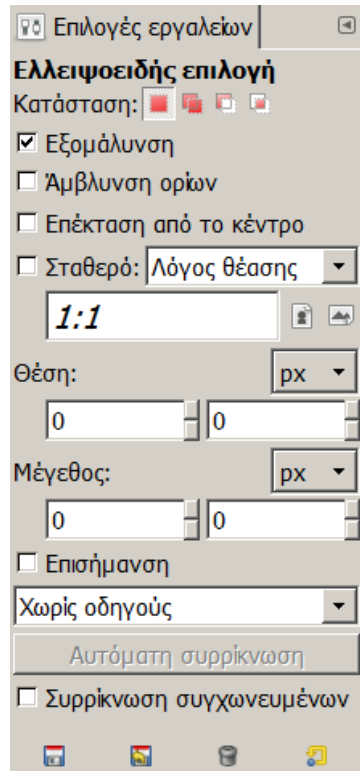 Επιλογές εργαλείων
Ελλειψοειδής επιλογή
Κατάσταση:
Εξομάλυνση
Άμβλυνση ορίων
Επέκταση από το κέντρο
Σταθερό: Λόγος θέασης
1:1
Θέση: px
0 0
Μέγεθος: px
0 0
Επισήμανση
Χωρίς οδηγούς
Αυτόματη συρρίκνωση
Συρρίκνωση συγχωνευμένων